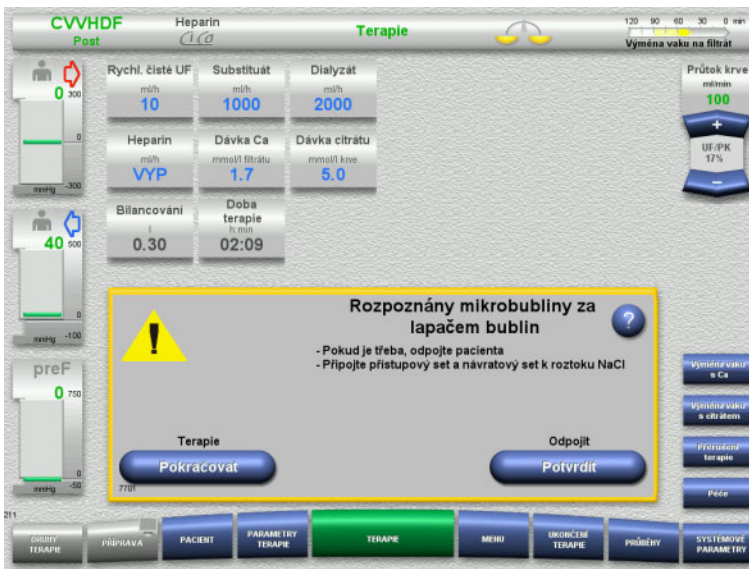 CVVHDF
Post
Heparin
Ci Ca
Terapie
120 90 60 30 0 min
Výměna vaku na filtrát
0
300
0
-300
mmHg
40
500
0
-100
mmHg
preF
0
750
0
-50
mmHg
211
Rychl. čisté UF
ml/h
10
Substituát
ml/h
1000
Dialyzát
ml/h
2000
Heparin
ml/h
VYP
Dávka Ca
mmol/l filtrátu
1.7
Dávka citrátu
mmol/l krve
5.0
Bilancování
l
0.30
Doba
terapie
h:min
02:09
Průtok krve
ml/min
100
+
UF/PK
17%
–
!
Rozpoznány mikrobubliny za
lapačem bublin
?
- Pokud je třeba, odpojte pacienta
- Připojte přístupový set a návratový set k roztoku NaCl
Terapie
Pokračovat
Odpojit
Potvrdit
7701
Výměna vaku
s Ca
Výměna vaku
s citrátem
Přerušení
terapie
Péče
DRUHY
TERAPIE
PŘÍPRAVA
PACIENT
PARAMETRY
TERAPIE
TERAPIE
MENU
UKONČENÍ
TERAPIE
PRŮBĚHY
SYSTÉMOVÉ
PARAMETRY